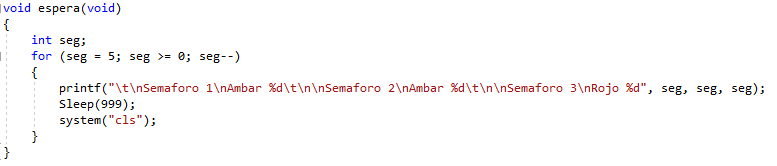 void espera(void)
{
    int seg;
    for (seg = 5; seg >= 0; seg--)
    {
        printf("\t\nSemaforo 1\nAmbar %d\t\n\nSemaforo 2\nAmbar %d\t\n\nSemaforo 3\nRojo %d", seg, seg, seg);
        Sleep(999);
        system("cls");
    }
}